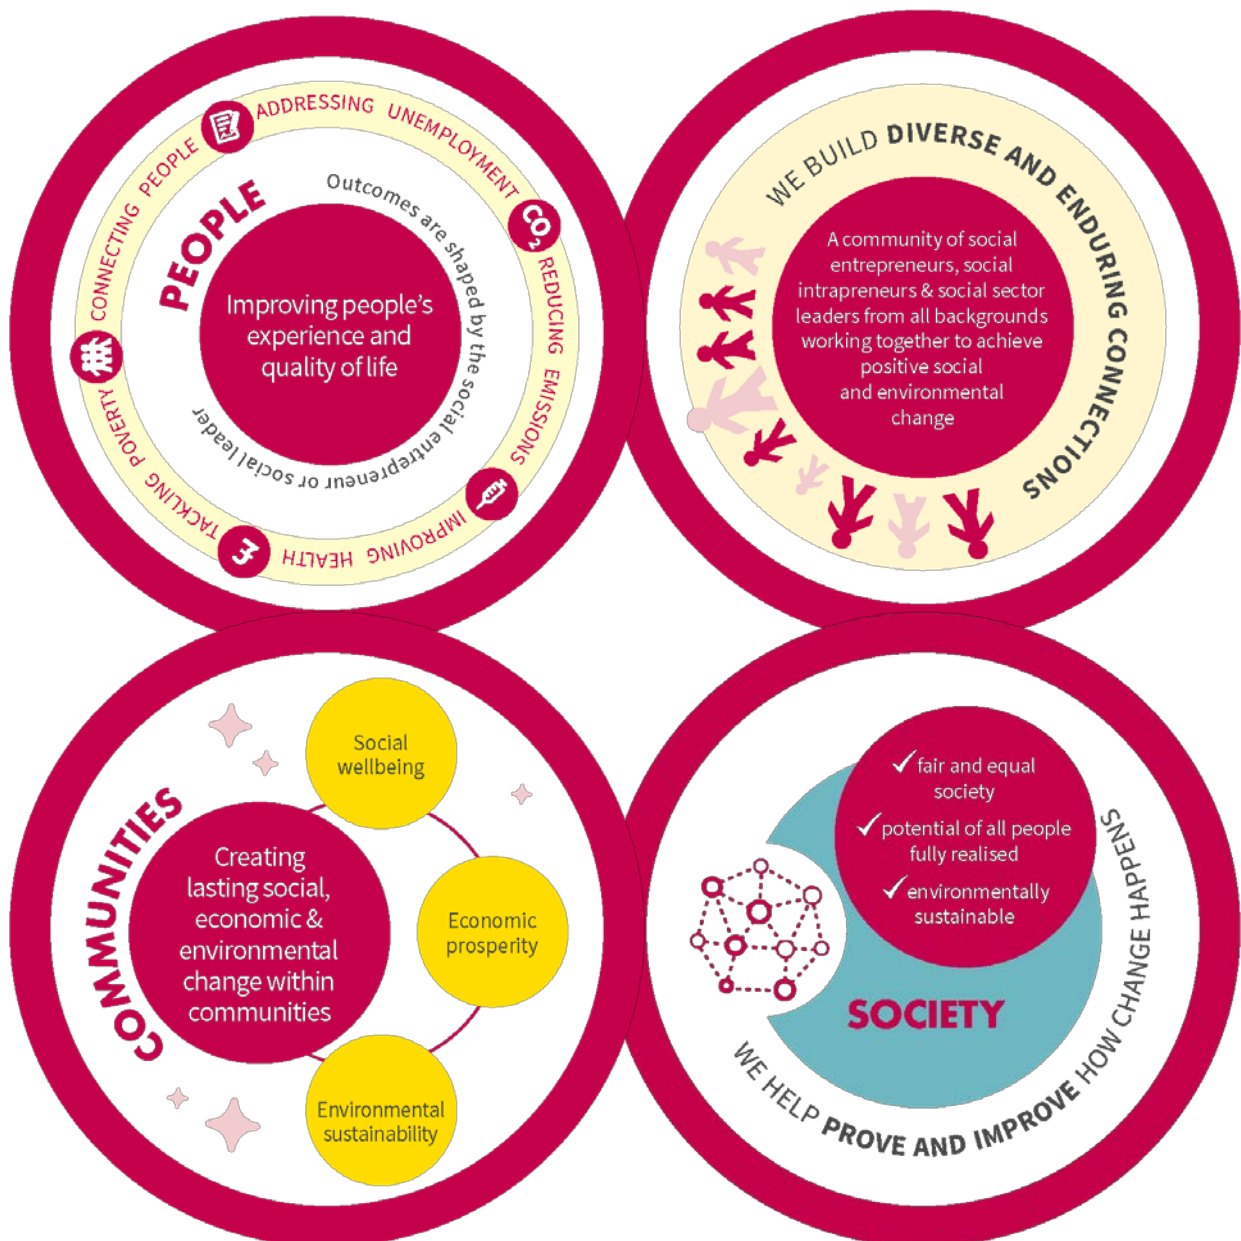 PEOPLE
Outcomes are shaped by the social entrepreneur or social leader
Improving people's
experience and
quality of life
CONNECTING PEOPLE
ADDRESSING UNEMPLOYMENT
CO2
REDUCING EMISSIONS
IMPROVING HEALTH
£
TACKLING POVERTY
WE BUILD DIVERSE AND ENDURING CONNECTIONS
A community of social
entrepreneurs, social
intrapreneurs & social sector
leaders from all backgrounds
working together to achieve
positive social
and environmental
change
COMMUNITIES
Creating
lasting social,
economic &
environmental
change within
communities
Social
wellbeing
Economic
prosperity
Environmental
sustainability
✓ fair and equal
society
✓ potential of all people
fully realised
✓ environmentally
sustainable
SOCIETY
WE HELP PROVE AND IMPROVE HOW CHANGE HAPPENS